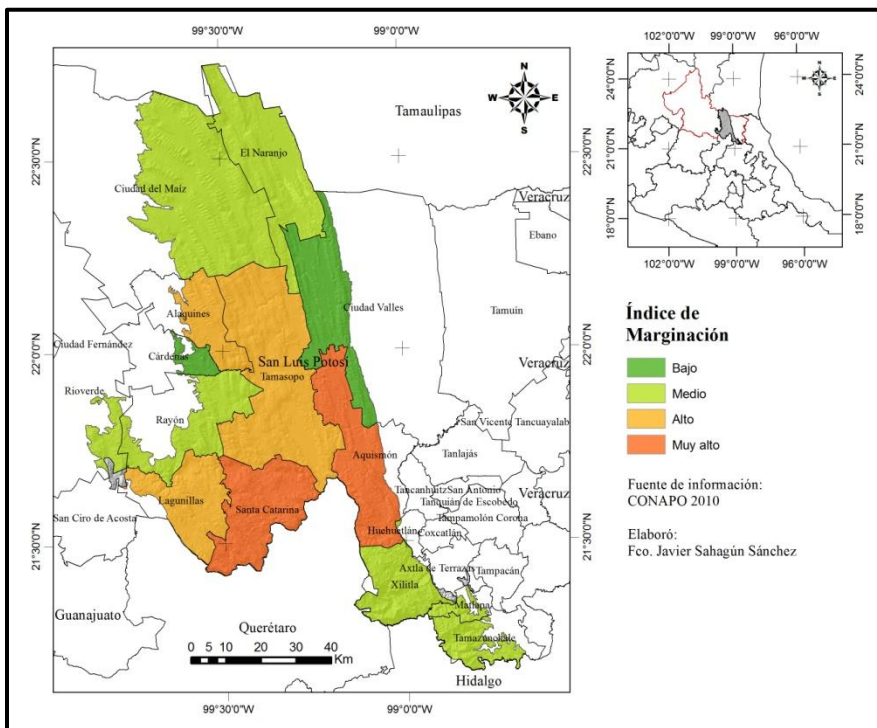 99°30'0"W
99°0'0"W
N
W
E
S
Tamaulipas
El Naranjo
22°30'N
22°30'N
Ciudad del Maíz
Veracruz
Ebano
Ciudad Valles
Tamuin
Alaquines
22°0'0"N
22°0'0"N
Ciudad Fernández
Cárdenas
San Luis Potosí
Veracruz
Tamasopo
Rioverde
Rayón
San Vicente Tancuayalab
Aquismón
Tanlajás
Lagunillas
Tancanhuitz
San Antonio
Veracruz
Santa Catarina
Tanquián de Escobedo
San Ciro de Acosta
Tampamolón Corona
Huehuetlán
Coxcatlán
21°30'N
21°30'N
Axtla de Terrazas
Tampacán
Xilitla
Guanajuato
Matlapa
Querétaro
Tamazunchale
0 5 10 20 30 40
Km
Hidalgo
99°30'0"W
99°0'0"W
102°0'0"W
99°0'0"W
96°0'0"W
24°0'0"N
24°0'0"N
N
W
E
S
21°0'0"N
21°0'0"N
18°0'0"N
18°0'0"N
102°0'0"W
99°0'0"W
96°0'0"W
Índice de
Marginación
Bajo
Medio
Alto
Muy alto
Fuente de información:
CONAPO 2010
Elaboró:
Fco. Javier Sahagún Sánchez